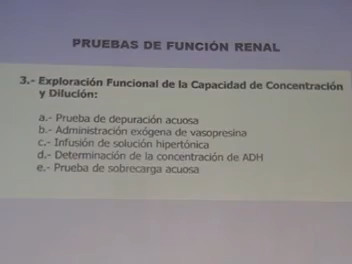 PRUEBAS DE FUNCIÓN RENAL
3.- Exploración Funcional de la Capacidad de Concentración
y Dilución:
a.- Prueba de depuración acuosa
b.- Administración exógena de vasopresina
c.- Infusión de solución hipertónica
d.- Determinación de la concentración de ADH
e.- Prueba de sobrecarga acuosa